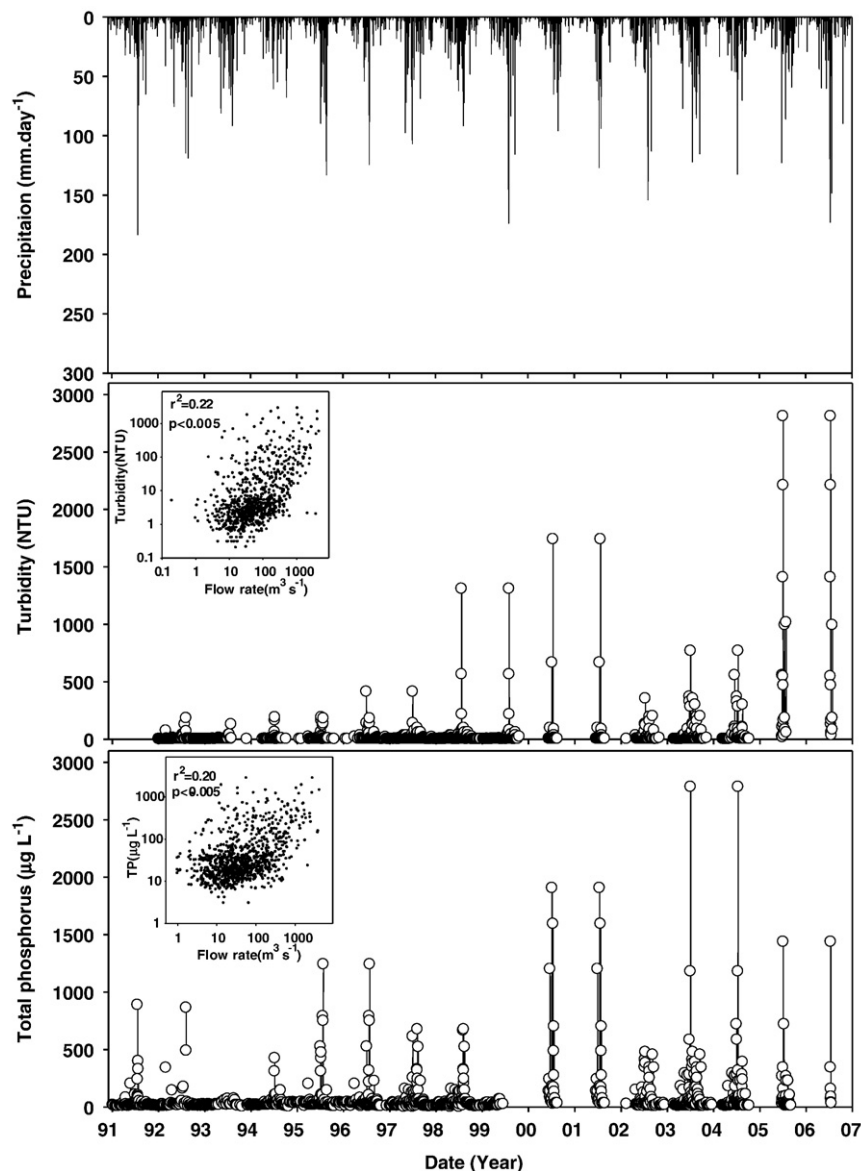 0
50
100
150
200
250
300
Precipitaion (mm.day⁻¹)
3000
2500
2000
1500
1000
500
0
Turbidity (NTU)
r²=0.22
p<0.005
1000
100
10
1
0.1
Turbidity(NTU)
0.1 1 10 100 1000
Flow rate(m³ s⁻¹)
3000
2500
2000
1500
1000
500
0
Total phosphorus (µg L⁻¹)
r²=0.20
p<0.005
1000
100
10
1
TP(µg L⁻¹)
1 10 100 1000
Flow rate(m³ s⁻¹)
91 92 93 94 95 96 97 98 99 00 01 02 03 04 05 06 07
Date (Year)